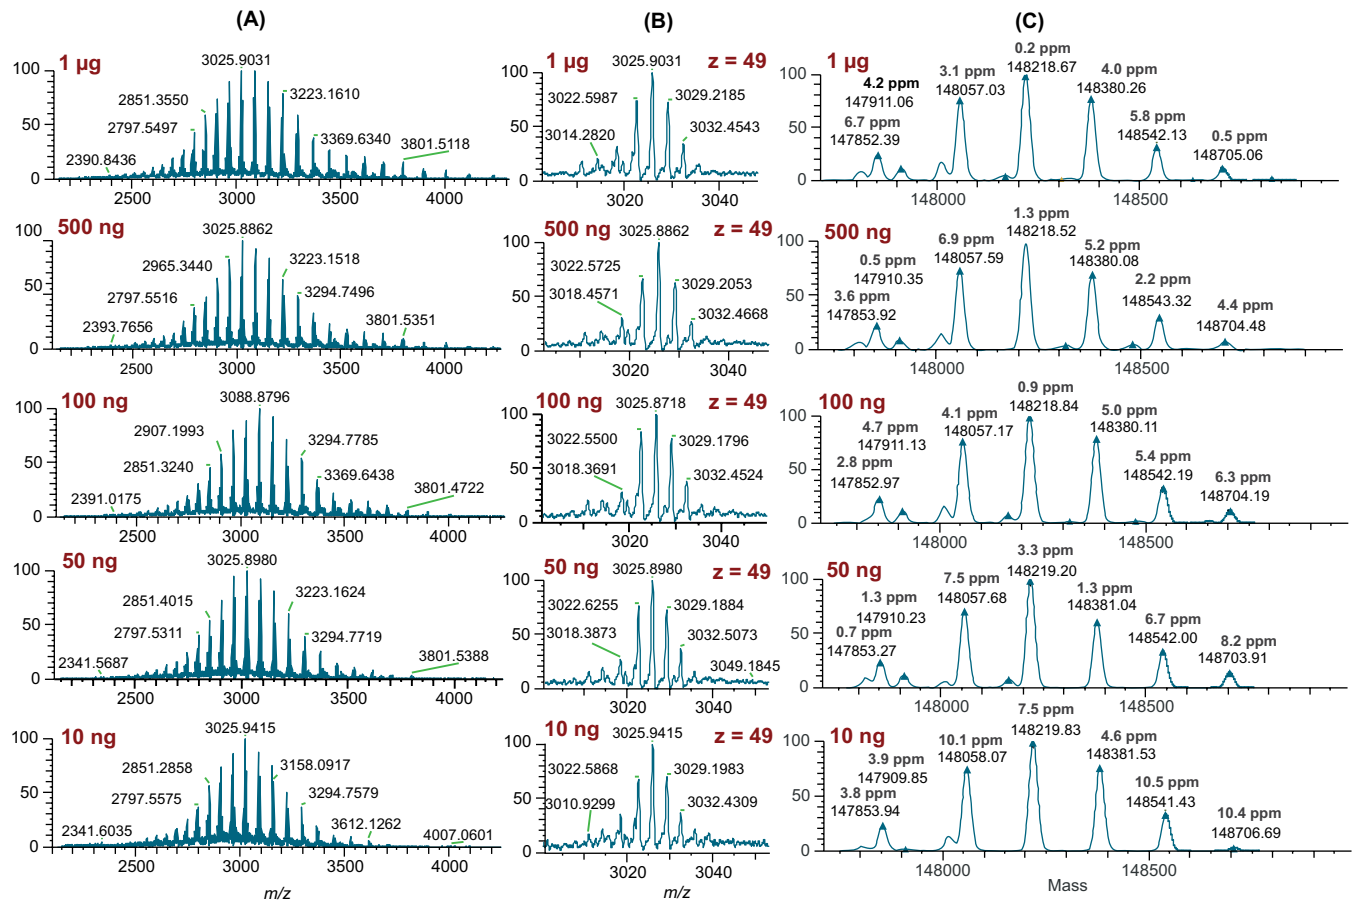 (A)
(B)
(C)
1 µg
3025.9031
2851.3550
2797.5497
2390.8436
3223.1610
3369.6340
3801.5118
100
50
0
2500
3000
3500
4000
1 µg
3025.9031
z = 49
3022.5987
3014.2820
3029.2185
3032.4543
100
50
0
3020
3040
1 µg
0.2 ppm
148218.67
3.1 ppm
148057.03
4.2 ppm
147911.06
6.7 ppm
147852.39
4.0 ppm
148380.26
5.8 ppm
148542.13
0.5 ppm
148705.06
100
50
0
148000
148500
500 ng
3025.8862
2965.3440
2797.5516
2393.7656
3223.1518
3294.7496
3801.5351
100
50
0
2500
3000
3500
4000
500 ng
3025.8862
z = 49
3022.5725
3018.4571
3029.2053
3032.4668
100
50
0
3020
3040
500 ng
1.3 ppm
148218.52
6.9 ppm
148057.59
0.5 ppm
147910.35
3.6 ppm
147853.92
5.2 ppm
148380.08
2.2 ppm
148543.32
4.4 ppm
148704.48
100
50
0
148000
148500
100 ng
3088.8796
2907.1993
2851.3240
2391.0175
3294.7785
3369.6438
3801.4722
100
50
0
2500
3000
3500
4000
100 ng
3025.8718
z = 49
3022.5500
3018.3691
3029.1796
3032.4524
100
50
0
3020
3040
100 ng
0.9 ppm
148218.84
4.1 ppm
148057.17
4.7 ppm
147911.13
2.8 ppm
147852.97
5.0 ppm
148380.11
5.4 ppm
148542.19
6.3 ppm
148704.19
100
50
0
148000
148500
50 ng
3025.8980
2851.4015
2797.5311
2341.5687
3223.1624
3294.7719
3801.5388
100
50
0
2500
3000
3500
4000
50 ng
3025.8980
z = 49
3022.6255
3018.3873
3029.1884
3032.5073
3049.1845
100
50
0
3020
3040
50 ng
3.3 ppm
148219.20
7.5 ppm
148057.68
1.3 ppm
147910.23
0.7 ppm
147853.27
1.3 ppm
148381.04
6.7 ppm
148542.00
8.2 ppm
148703.91
100
50
0
148000
148500
10 ng
3025.9415
2851.2858
2797.5575
2341.6035
3158.0917
3294.7579
3612.1262
4007.0601
100
50
0
2500
3000
3500
4000
m/z
10 ng
3025.9415
z = 49
3022.5868
3010.9299
3029.1983
3032.4309
100
50
0
3020
3040
m/z
10 ng
7.5 ppm
148219.83
10.1 ppm
148058.07
3.9 ppm
147909.85
3.8 ppm
147853.94
4.6 ppm
148381.53
10.5 ppm
148541.43
10.4 ppm
148706.69
100
50
0
148000
148500
Mass